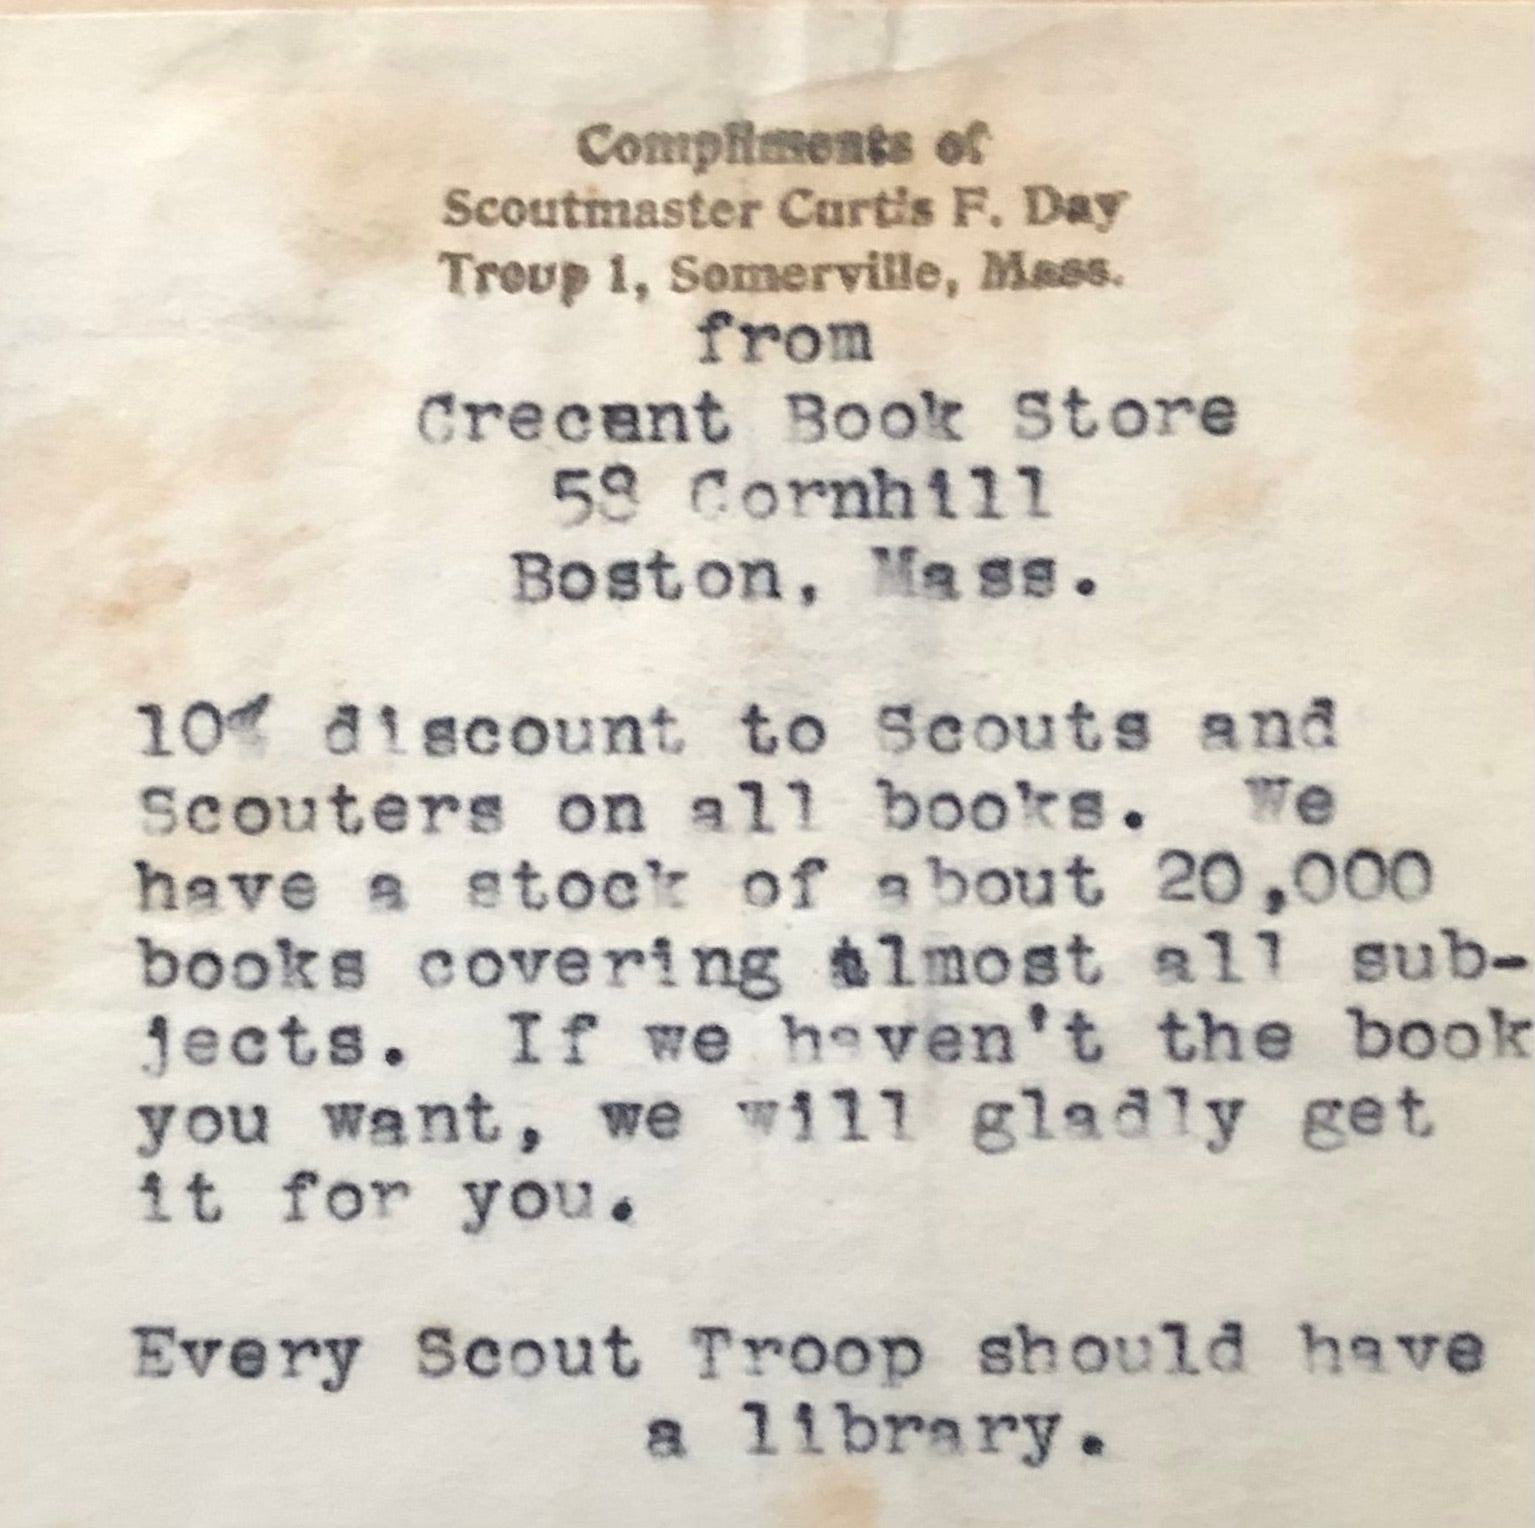 Compliments of
Scoutmaster Curtis F. Day
Troup 1, Somerville, Mass.
from
Crecent Book Store
58 Cornhill
Boston, Mass.
10% discount to Scouts and
Scouters on all books. We
have a stock of about 20,000
books covering almost all sub-
jects. If we haven't the book
you want, we will gladly get
it for you.
Every Scout Troop should have
a library.